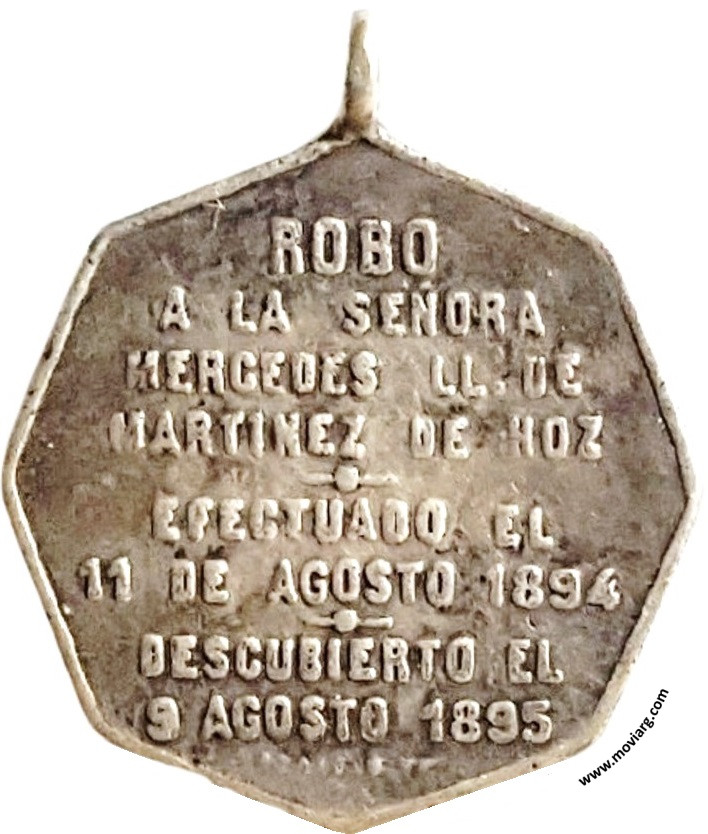 ROBO
A LA SEÑORA
MERCEDES LL. DE
MARTINEZ DE HOZ
EFECTUADO EL
11 DE AGOSTO 1894
DESCUBIERTO EL
9 AGOSTO 1895
www.moviarg.com